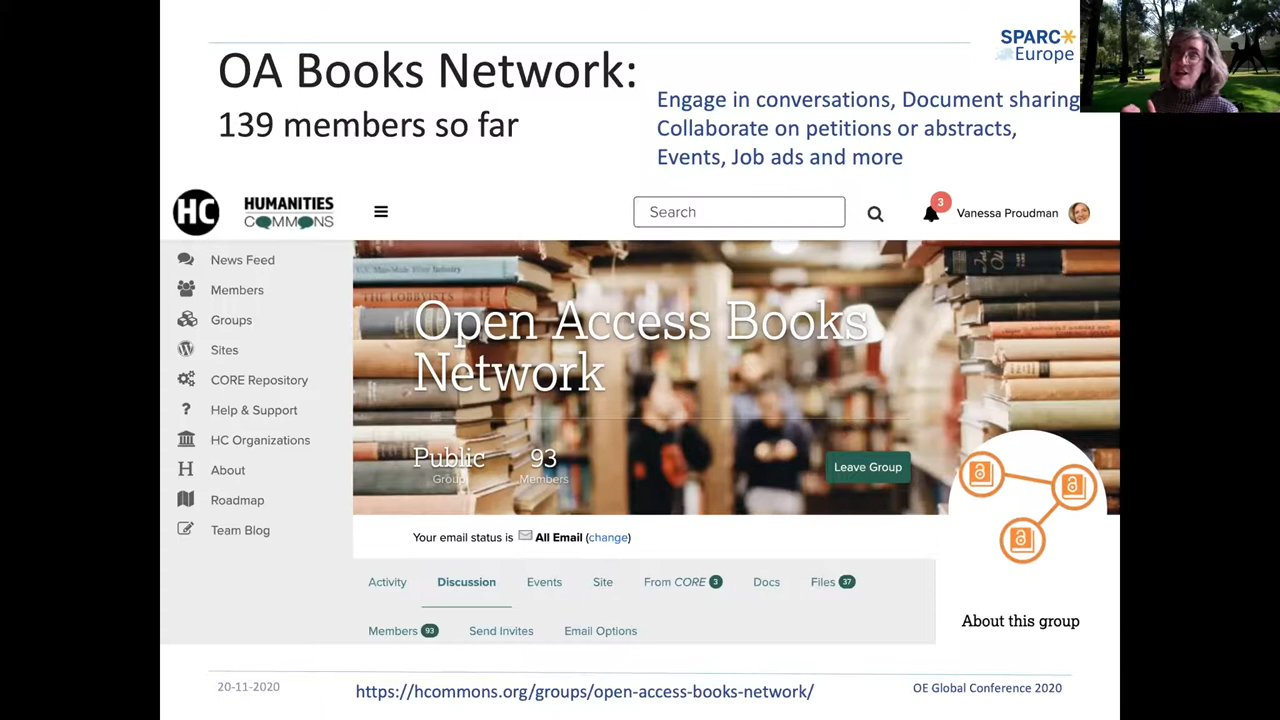 OA Books Network:
139 members so far
SPARC
Europe
Engage in conversations, Document sharing
Collaborate on petitions or abstracts,
Events, Job ads and more
HC
HUMANITIES
COMMONS
Search
3
Vanessa Proudman
News Feed
Members
Groups
Sites
CORE Repository
Help & Support
HC Organizations
About
Roadmap
Team Blog
THE LOBBYISTS
Open Access Books
Network
Public
Group
93
Members
Leave Group
Your email status is All Email (change)
Activity
Discussion
Events
Site
From CORE 3
Docs
Files 37
Members 93
Send Invites
Email Options
About this group
20-11-2020
https://hcommons.org/groups/open-access-books-network/
OE Global Conference 2020